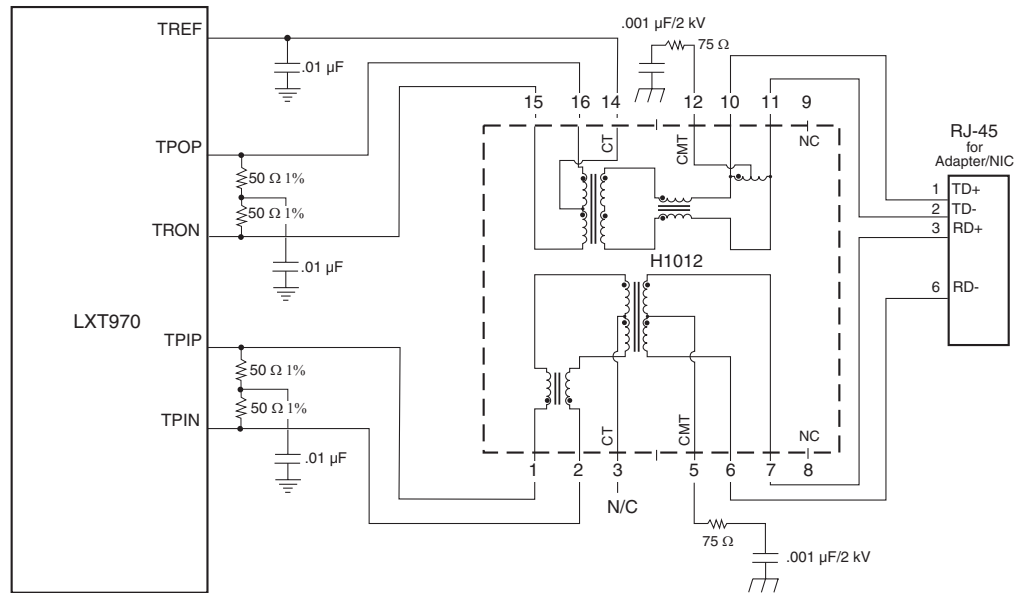 TREF
.01 µF
.001 µF/2 kV
75 Ω
15 16 14 12 10 11 9
CT
CMT
NC
TPOP
50 Ω 1%
50 Ω 1%
TRON
.01 µF
H1012
RJ-45
for
Adapter/NIC
1 TD+
2 TD-
3 RD+
6 RD-
LXT970
TPIP
50 Ω 1%
50 Ω 1%
TPIN
.01 µF
CT
CMT
NC
1 2 3 5 6 7 8
N/C
75 Ω
.001 µF/2 kV